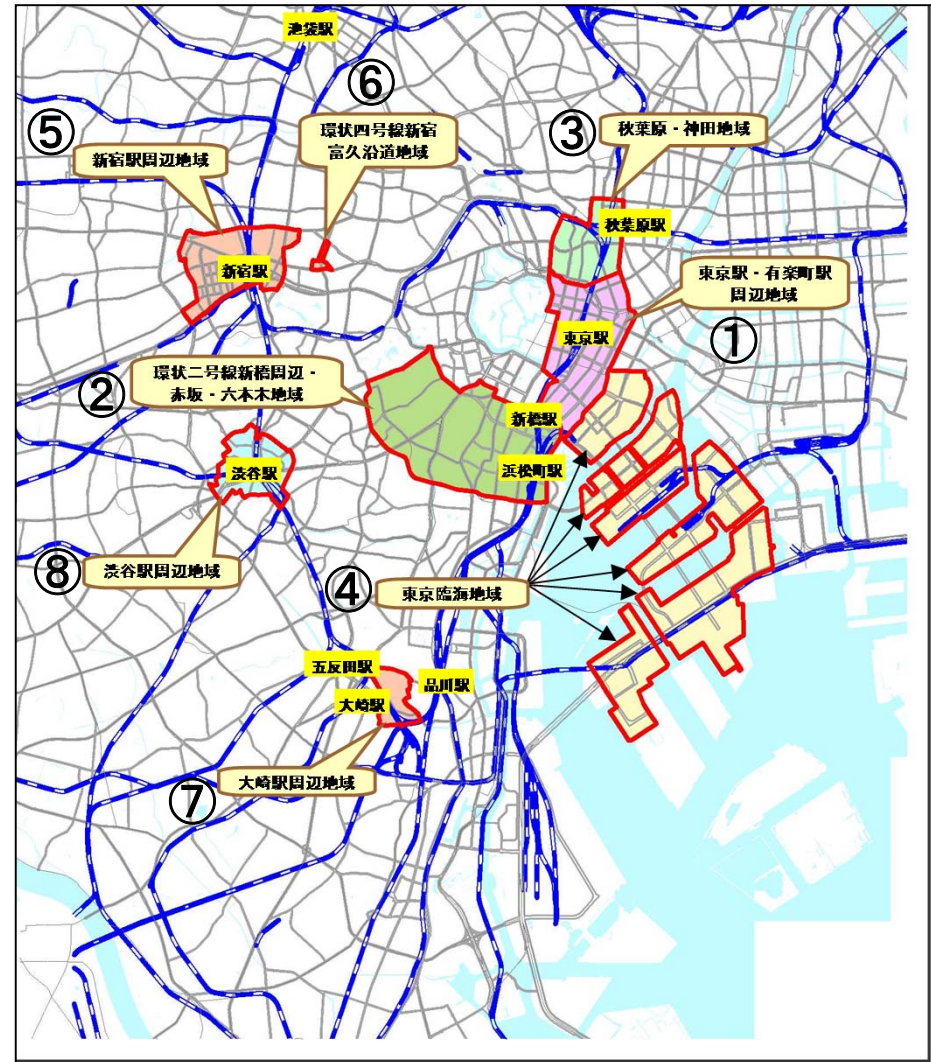 池袋駅
⑥
⑤
環状四号線新宿
富久沿道地域
③
秋葉原・神田地域
新宿駅周辺地域
秋葉原駅
新宿駅
東京駅・有楽町駅
周辺地域
①
東京駅
②
環状二号線新橋周辺・
赤坂・六本木地域
新橋駅
浜松町駅
渋谷駅
⑧
渋谷駅周辺地域
④
東京臨海地域
五反田駅
大崎駅
品川駅
大崎駅周辺地域
⑦